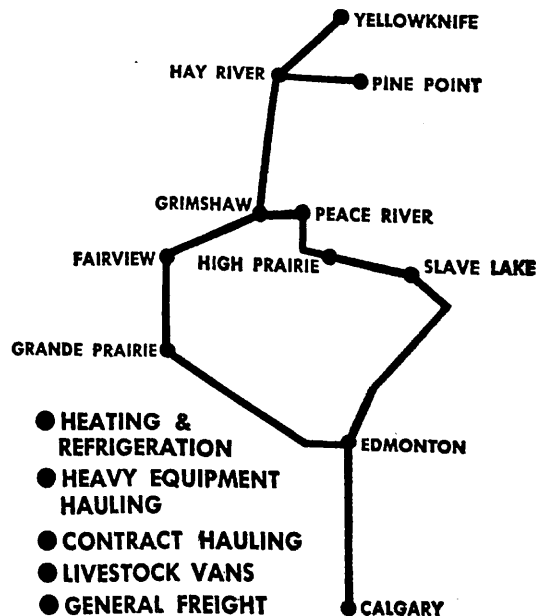 YELLOWKNIFE
HAY RIVER
PINE POINT
GRIMSHAW
PEACE RIVER
FAIRVIEW
HIGH PRAIRIE
SLAVE LAKE
GRANDE PRAIRIE
HEATING &
REFRIGERATION
EDMONTON
HEAVY EQUIPMENT
HAULING
CONTRACT HAULING
LIVESTOCK VANS
GENERAL FREIGHT
CALGARY